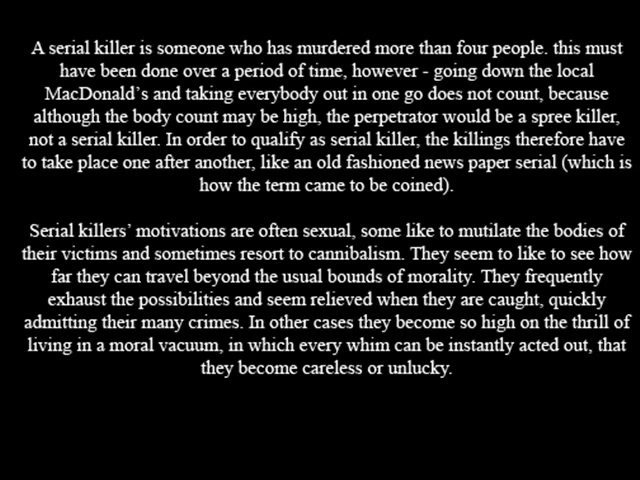 A serial killer is someone who has murdered more than four people. this must
have been done over a period of time, however - going down the local
MacDonald's and taking everybody out in one go does not count, because
although the body count may be high, the perpetrator would be a spree killer,
not a serial killer. In order to qualify as serial killer, the killings therefore have
to take place one after another, like an old fashioned news paper serial (which is
how the term came to be coined).
Serial killers' motivations are often sexual, some like to mutilate the bodies of
their victims and sometimes resort to cannibalism. They seem to like to see how
far they can travel beyond the usual bounds of morality. They frequently
exhaust the possibilities and seem relieved when they are caught, quickly
admitting their many crimes. In other cases they become so high on the thrill of
living in a moral vacuum, in which every whim can be instantly acted out, that
they become careless or unlucky.